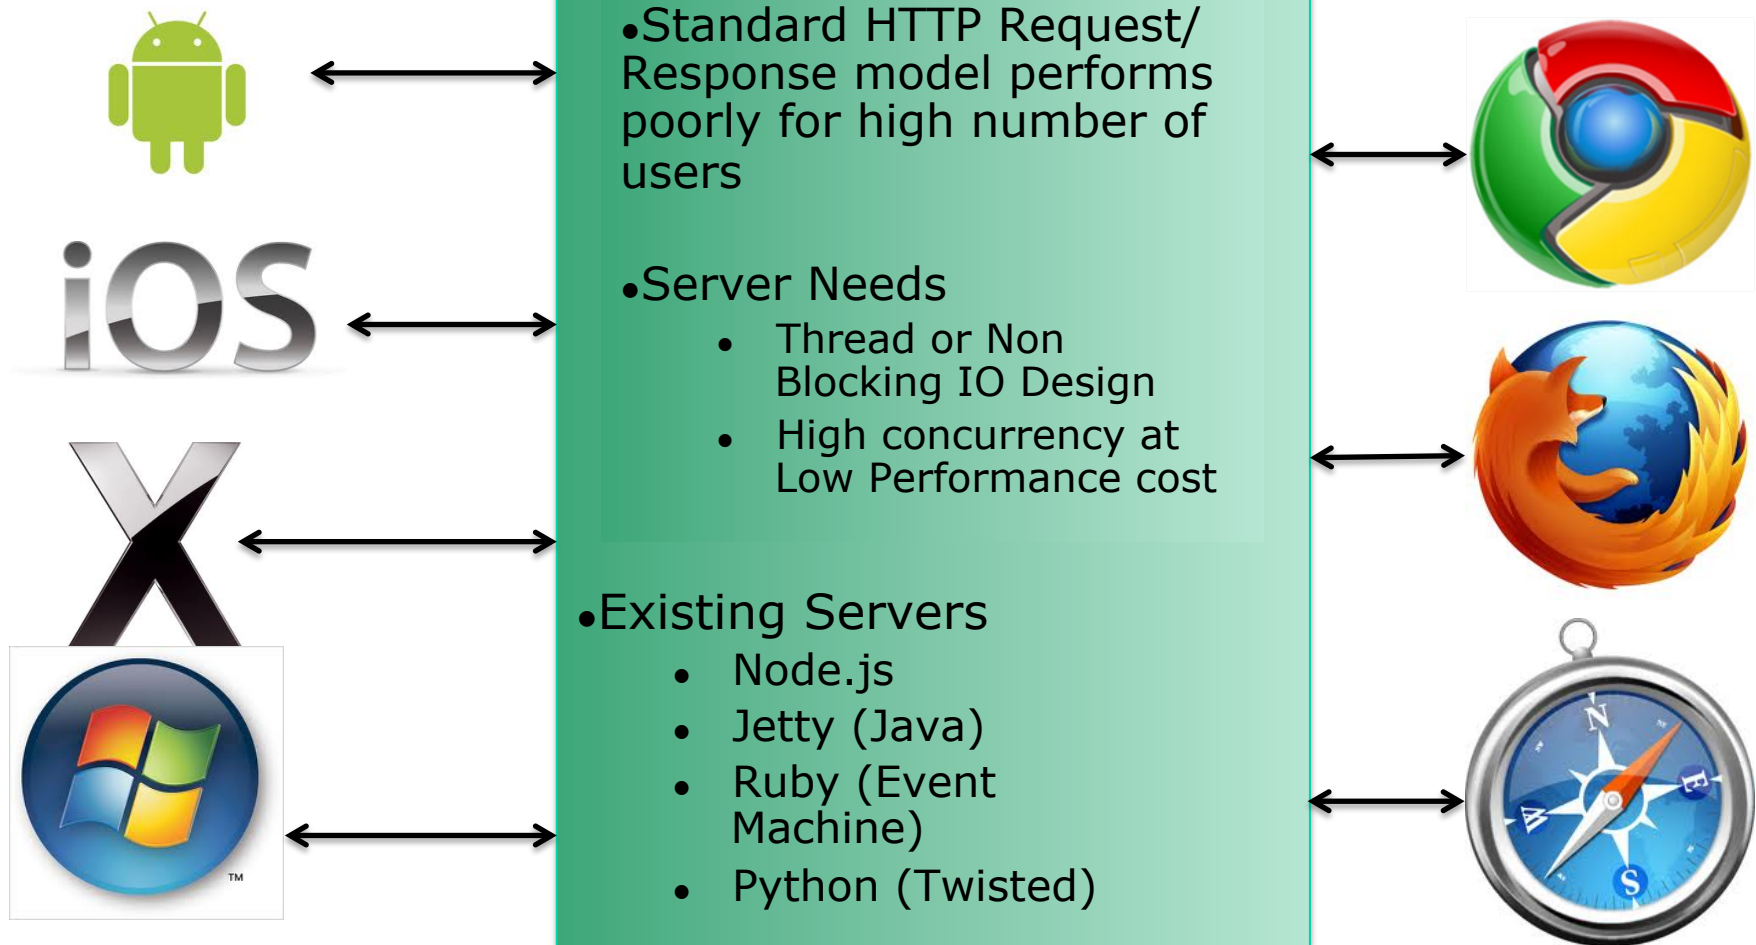 ●Standard HTTP Request/
Response model performs
poorly for high number of
users
●Server Needs
● Thread or Non
Blocking IO Design
● High concurrency at
Low Performance cost
●Existing Servers
● Node.js
● Jetty (Java)
● Ruby (Event
Machine)
● Python (Twisted)
iOS
X
TM
N
NE
E
S
W